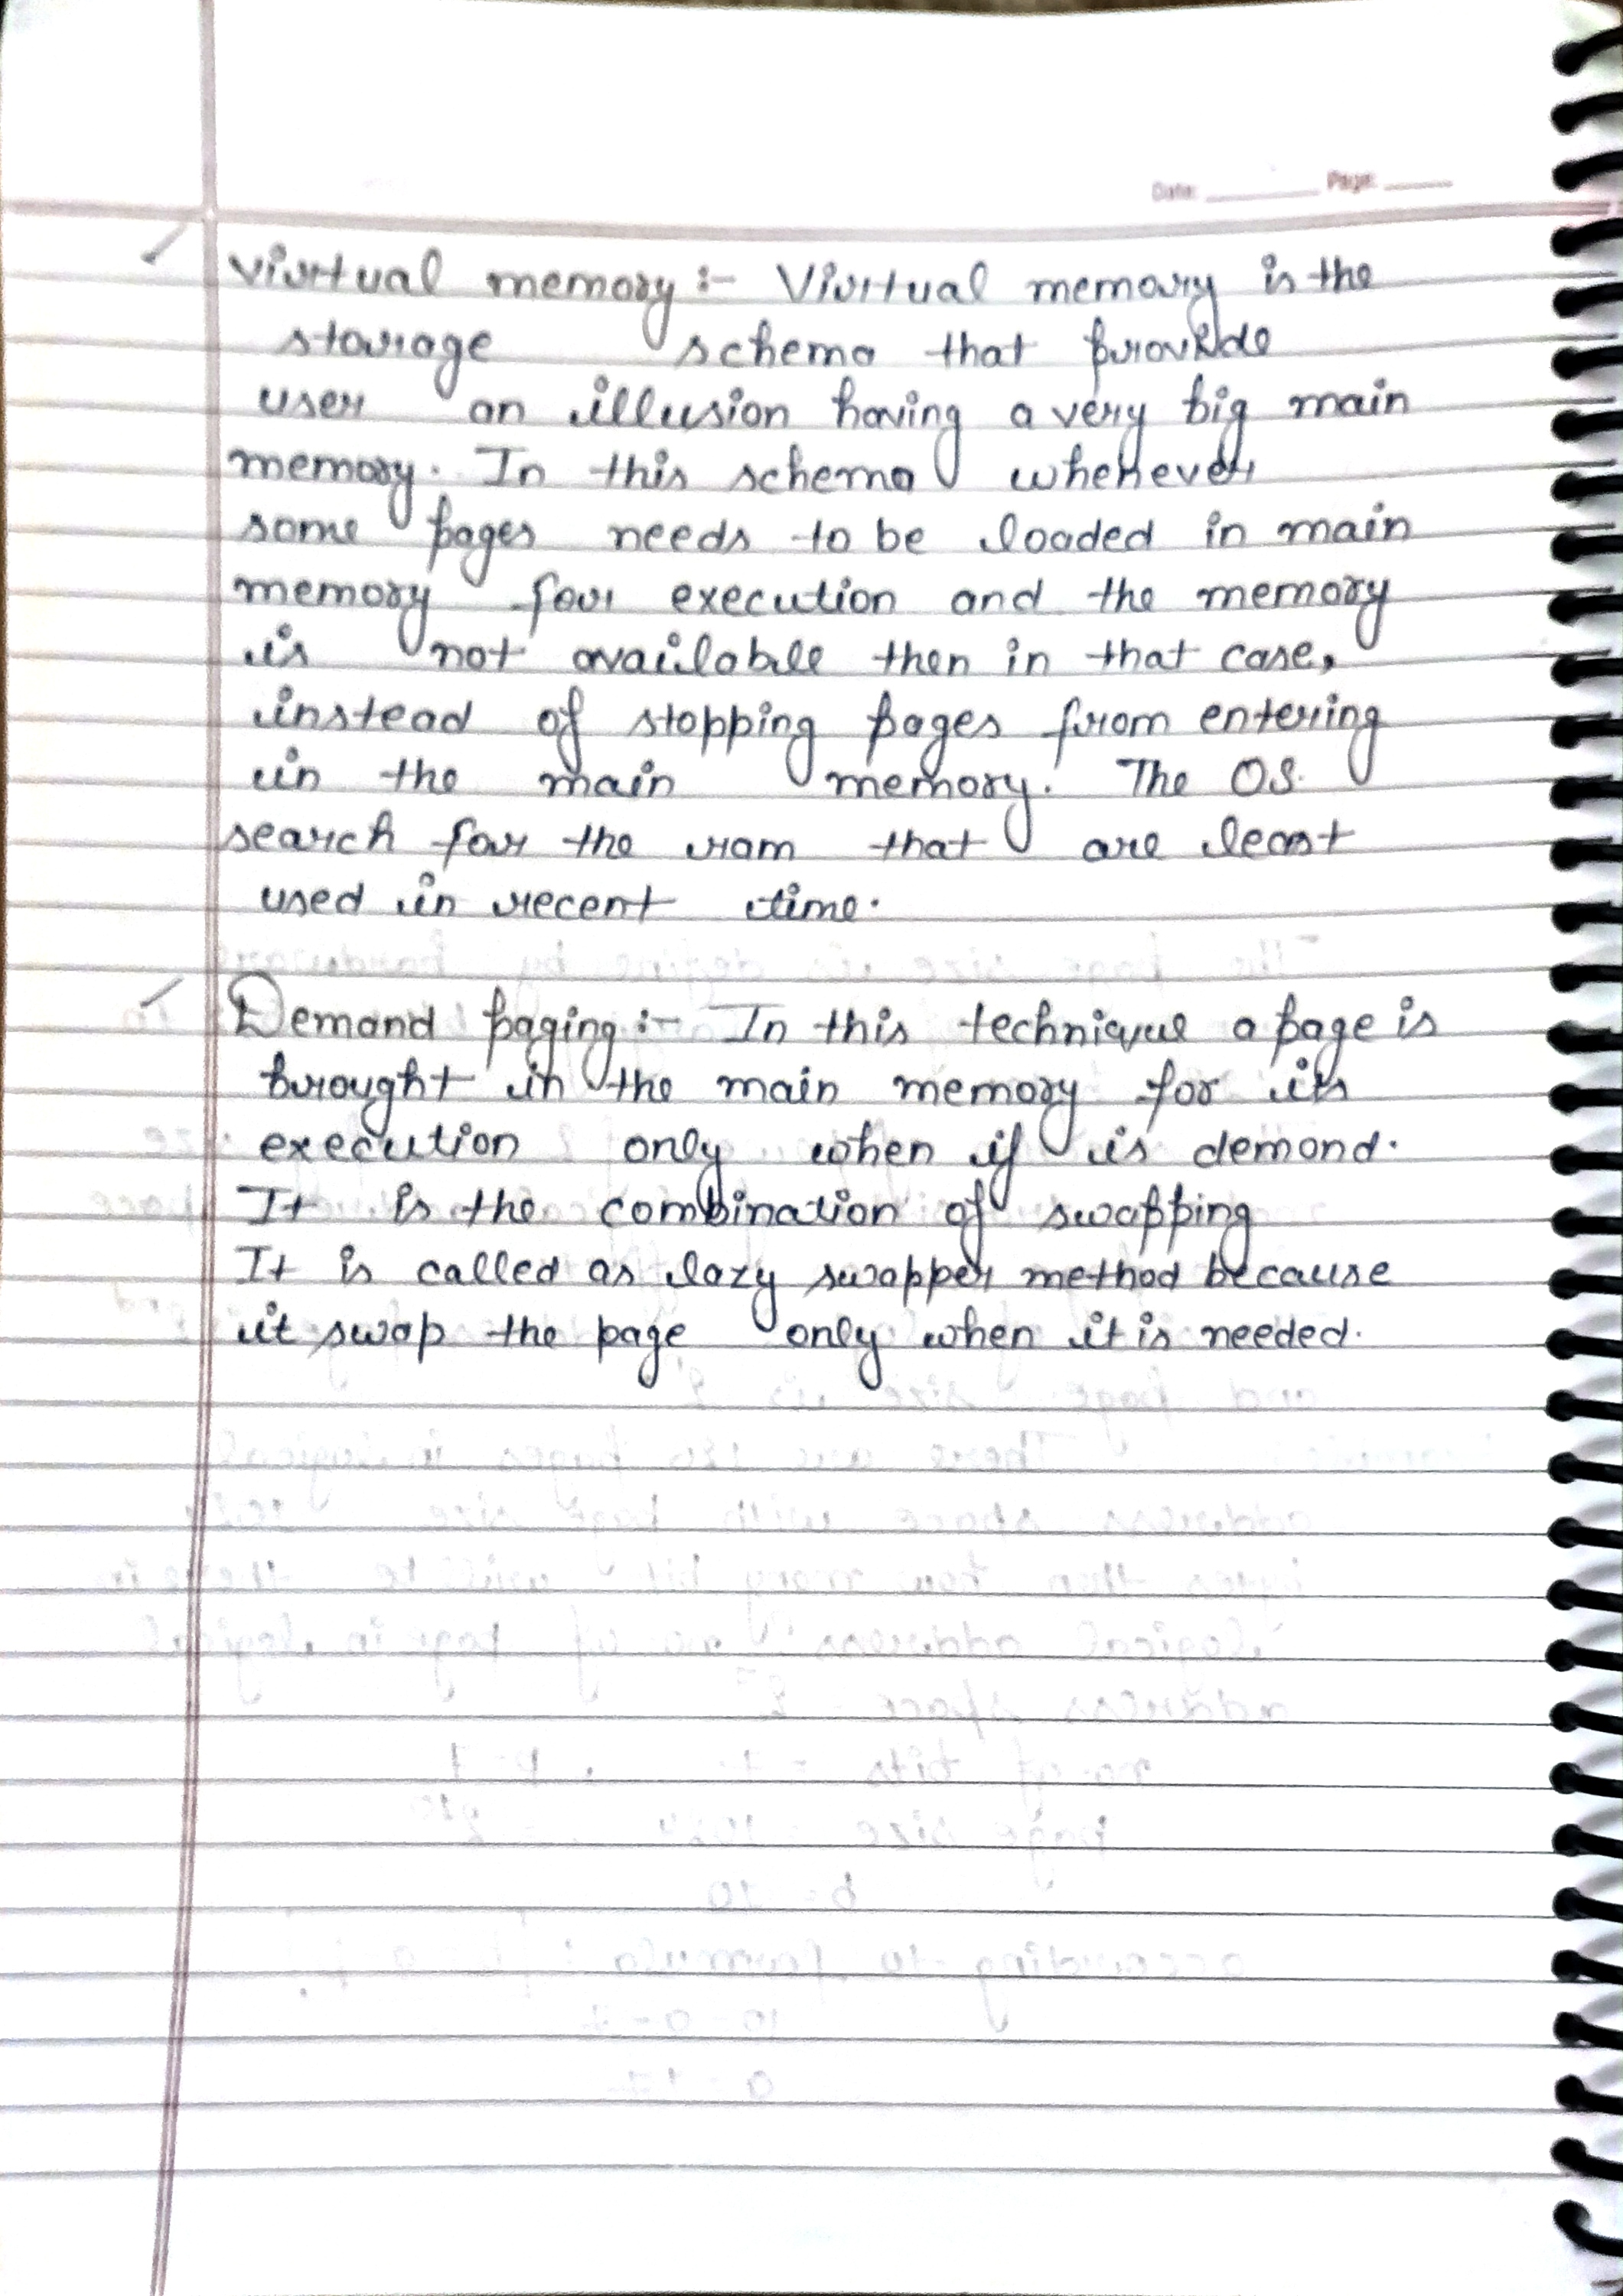 Date: Page:
Virtual memory :- Virtual memory is the
storage schema that provide
user an illusion having a very big main
memory. In this schema whenever
some pages needs to be loaded in main
memory for execution and the memory
is not available then in that case,
instead of stopping pages from entering
in the main memory. The OS.
search for the ram that are least
used in recent time.
Demand paging :- In this technique a page is
brought in the main memory for its
execution only when if is demand.
It is the combination of swapping
It is called as lazy swapper method because
it swap the page only when it is needed.